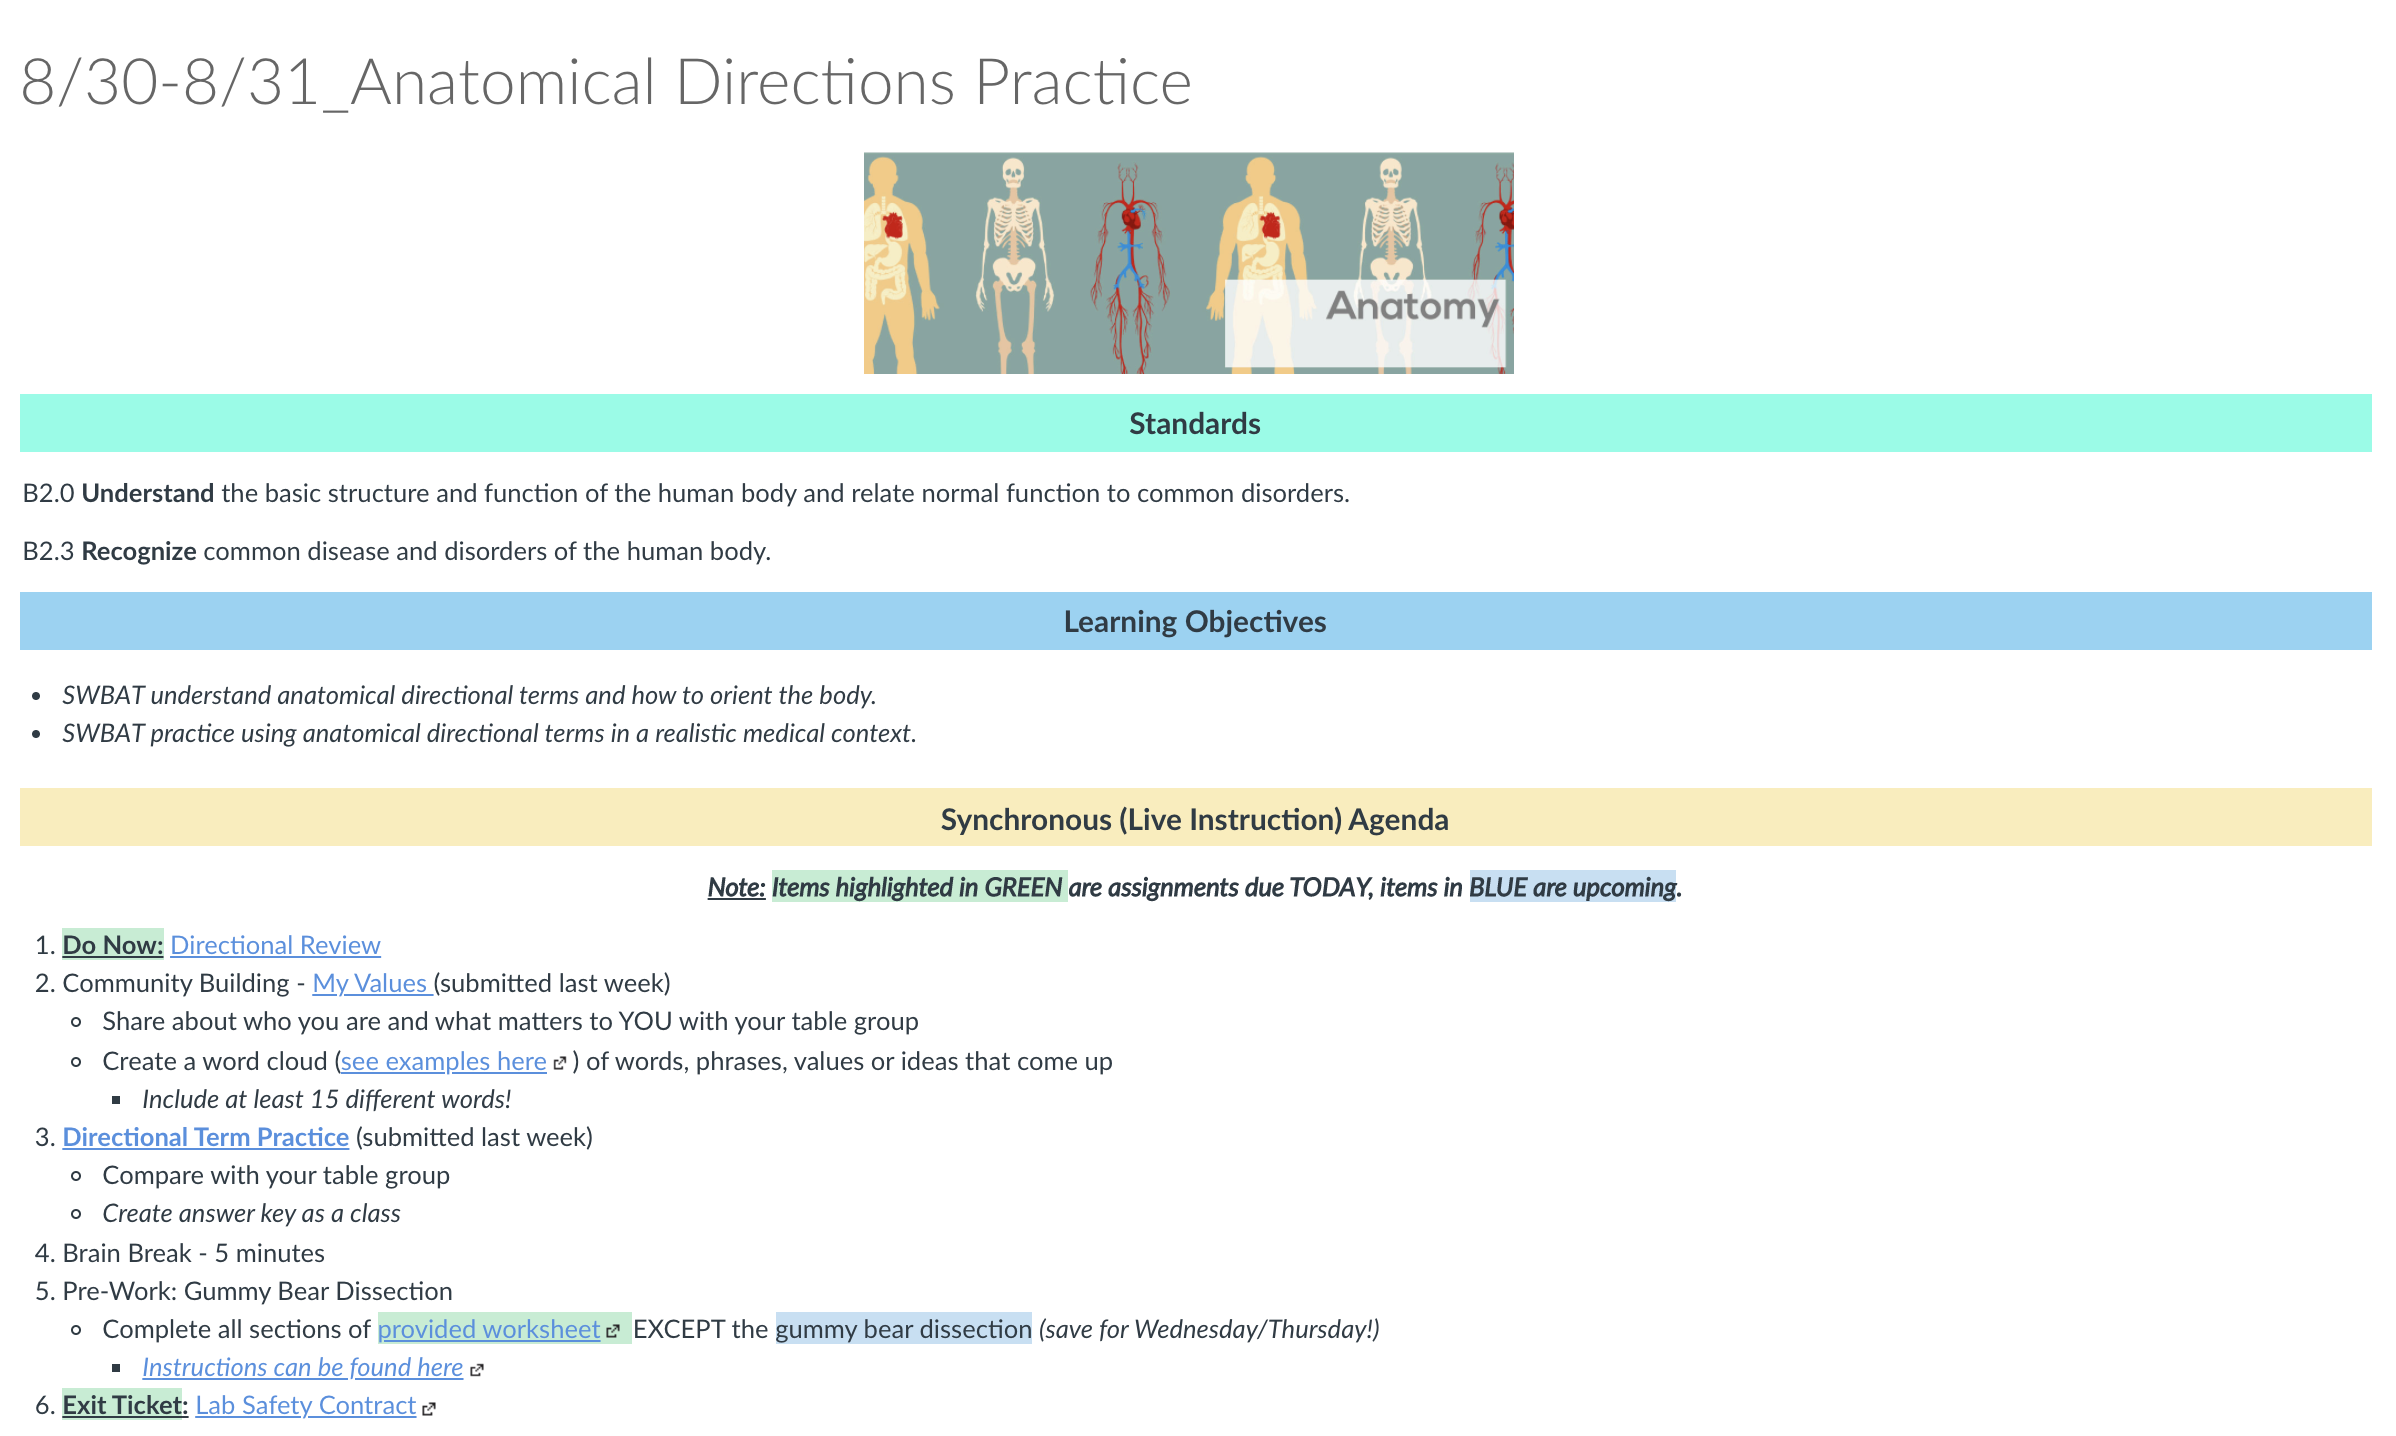 8/30-8/31_Anatomical Directions Practice
Anatomy
Standards
B2.0 Understand the basic structure and function of the human body and relate normal function to common disorders.
B2.3 Recognize common disease and disorders of the human body.
Learning Objectives
• SWBAT understand anatomical directional terms and how to orient the body.
• SWBAT practice using anatomical directional terms in a realistic medical context.
Synchronous (Live Instruction) Agenda
Note: Items highlighted in GREEN are assignments due TODAY, items in BLUE are upcoming.
1. Do Now: Directional Review
2. Community Building - My Values (submitted last week)
Share about who you are and what matters to YOU with your table group
Create a word cloud (see examples here ) of words, phrases, values or ideas that come up
Include at least 15 different words!
3. Directional Term Practice (submitted last week)
Compare with your table group
Create answer key as a class
4. Brain Break - 5 minutes
5. Pre-Work: Gummy Bear Dissection
Complete all sections of provided worksheet EXCEPT the gummy bear dissection (save for Wednesday/Thursday!)
Instructions can be found here
6. Exit Ticket: Lab Safety Contract